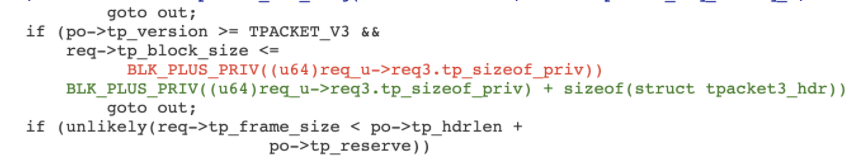 goto out;
if (po->tp_version >= TPACKET_V3 &&
req->tp_block_size <=
BLK_PLUS_PRIV((u64)req_u->req3.tp_sizeof_priv))
BLK_PLUS_PRIV((u64)req_u->req3.tp_sizeof_priv) + sizeof(struct tpacket3_hdr))
goto out;
if (unlikely(req->tp_frame_size < po->tp_hdrlen +
po->tp_reserve))